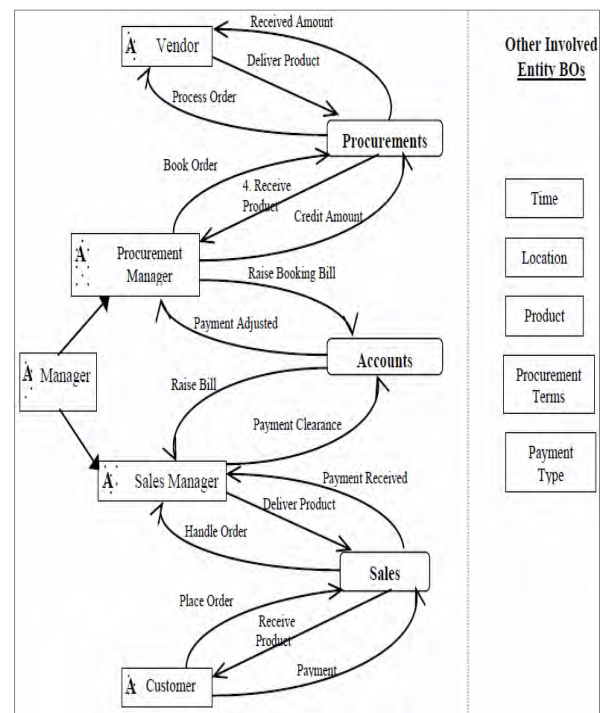 Received Amount
A Vendor
Deliver Product
Process Order
Procurements
Book Order
4. Receive
Product
Credit Amount
A Procurement
Manager
Raise Booking Bill
Payment Adjusted
Accounts
A Manager
Raise Bill
Payment Clearance
A Sales Manager
Payment Received
Deliver Product
Handle Order
Sales
Place Order
Receive
Product
Payment
A Customer
Other Involved
Entity BOs
Time
Location
Product
Procurement
Terms
Payment
Type